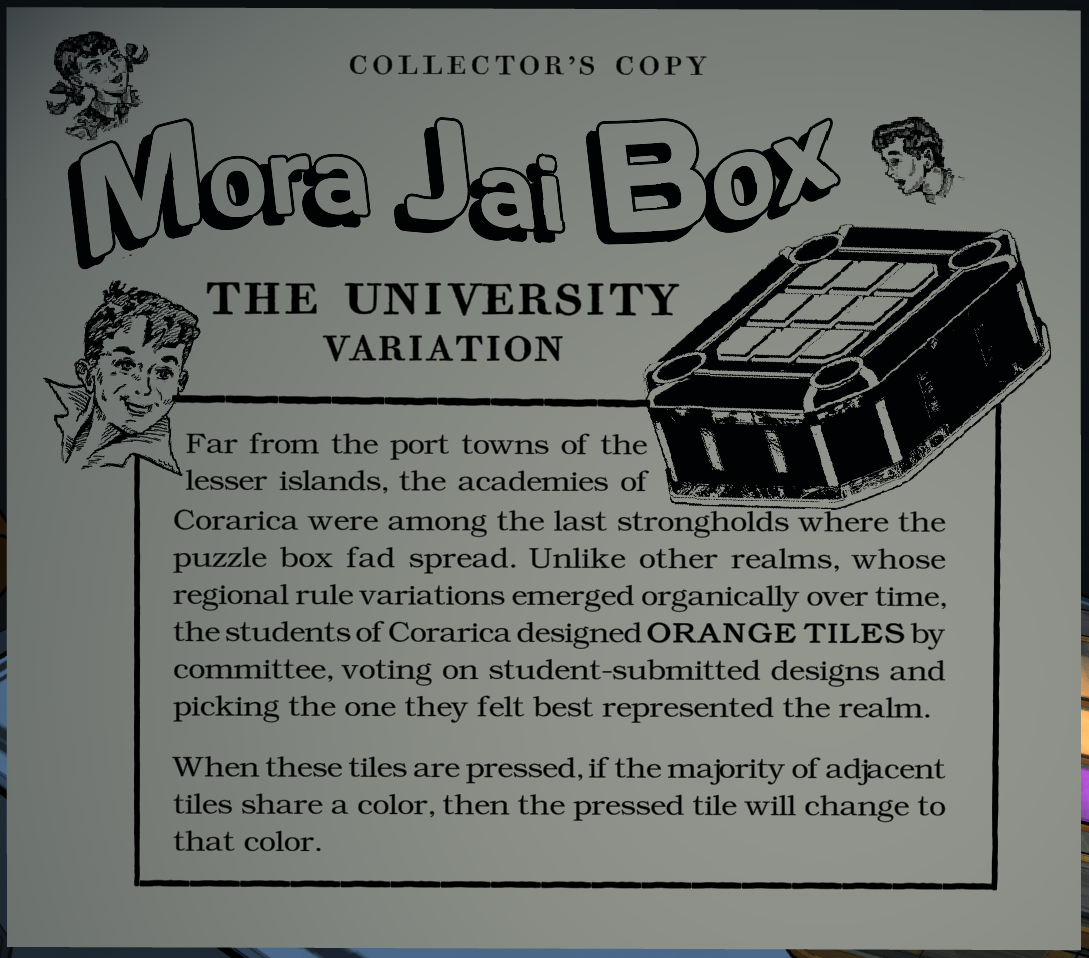 COLLECTOR'S COPY
Mora Jai Box
THE UNIVERSITY
VARIATION
Far from the port towns of the
lesser islands, the academies of
Corarica were among the last strongholds where the
puzzle box fad spread. Unlike other realms, whose
regional rule variations emerged organically over time,
the students of Corarica designed ORANGE TILES by
committee, voting on student-submitted designs and
picking the one they felt best represented the realm.
When these tiles are pressed, if the majority of adjacent
tiles share a color, then the pressed tile will change to
that color.